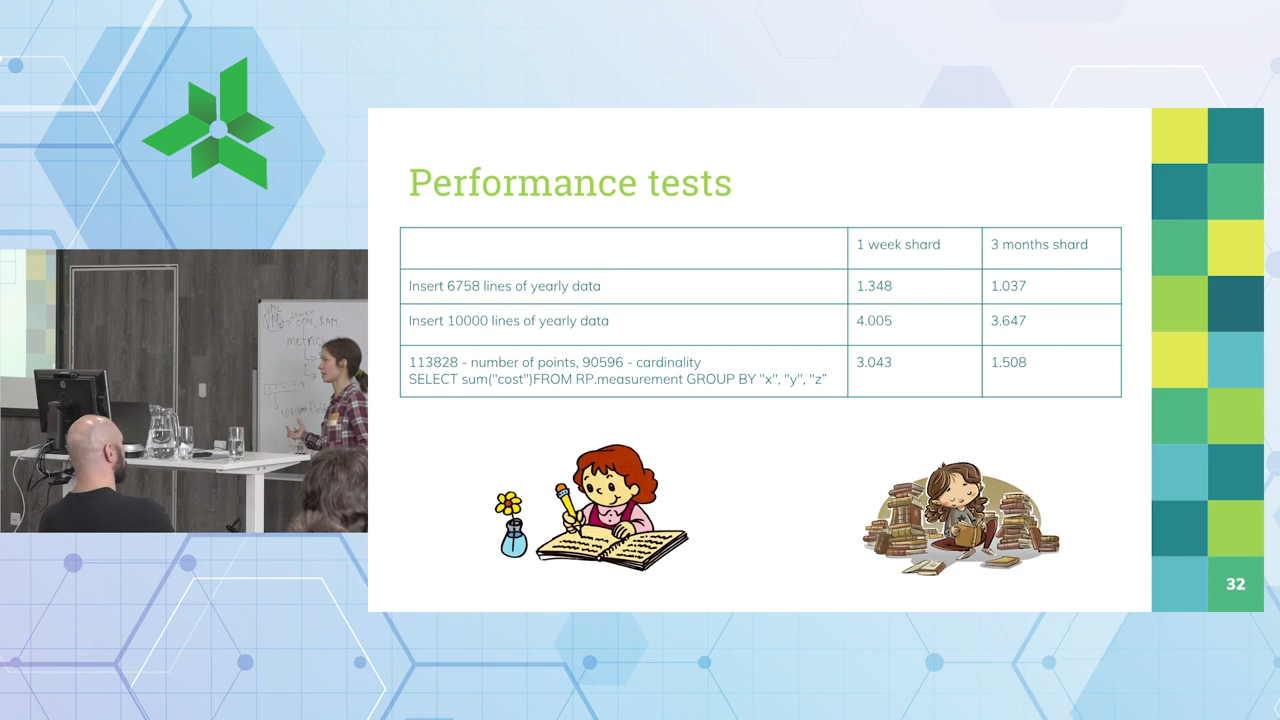 Performance tests
1 week shard
3 months shard
Insert 6758 lines of yearly data
1.348
1.037
Insert 10000 lines of yearly data
4.005
3.647
113828 - number of points, 90596 - cardinality
SELECT sum("cost")FROM RP.measurement GROUP BY "x", "y", "z”
3.043
1.508
metrics
32